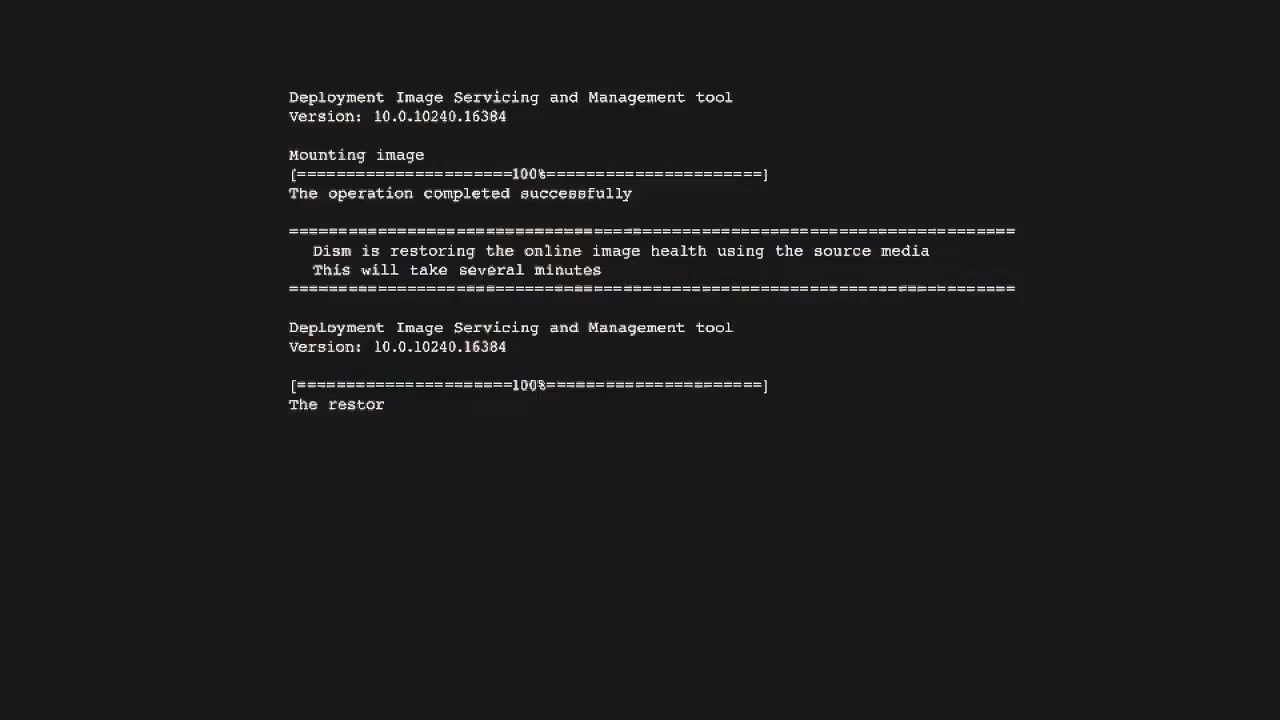 Deployment Image Servicing and Management tool
Version: 10.0.10240.16384
Mounting image
[======================100%======================]
The operation completed successfully
===========================================================================
Dism is restoring the online image health using the source media
This will take several minutes
===========================================================================
Deployment Image Servicing and Management tool
Version: 10.0.10240.16384
[======================100%======================]
The restor